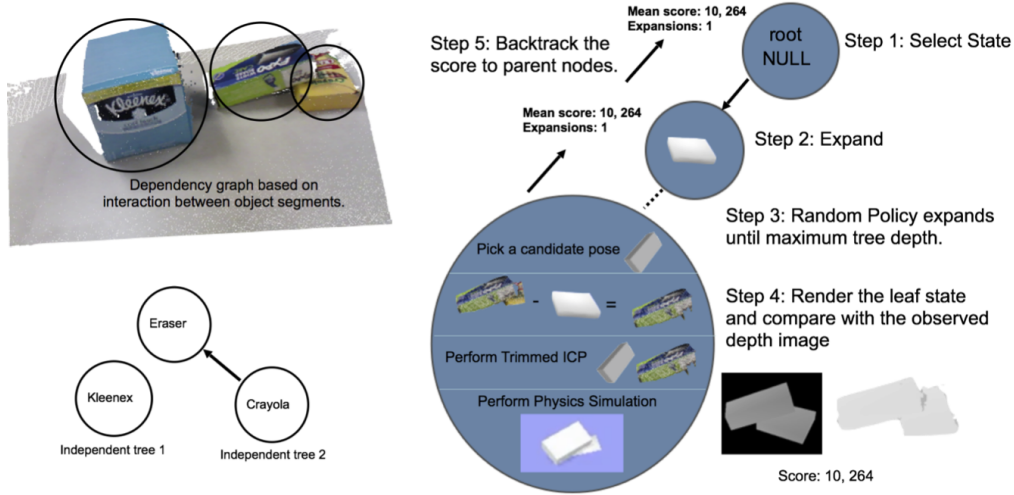 Kleenex
EXPO
Dependency graph based on
interaction between object segments.
Eraser
Kleenex
Crayola
Independent tree 1
Independent tree 2
Step 5: Backtrack the
score to parent nodes.
Mean score: 10, 264
Expansions: 1
root
NULL
Step 1: Select State
Mean score: 10, 264
Expansions: 1
Step 2: Expand
Step 3: Random Policy expands
until maximum tree depth.
Pick a candidate pose
- =
Perform Trimmed ICP
Perform Physics Simulation
Step 4: Render the leaf state
and compare with the observed
depth image
Score: 10, 264